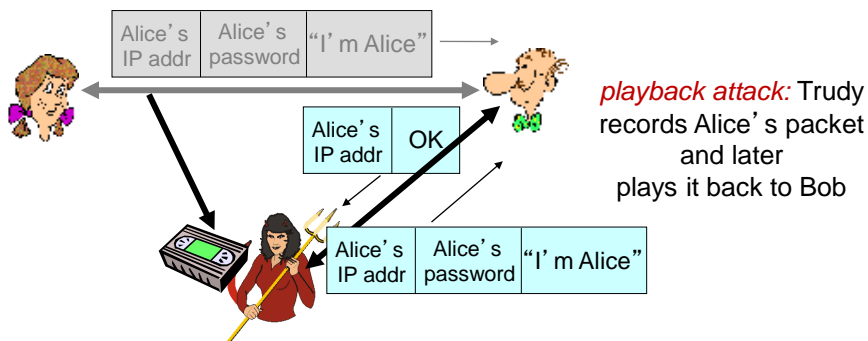 Alice’s IP addr
Alice’s password
“I’m Alice”
playback attack: Trudy
records Alice’s packet
and later
plays it back to Bob
Alice’s IP addr
OK
Alice’s IP addr
Alice’s password
“I’m Alice”